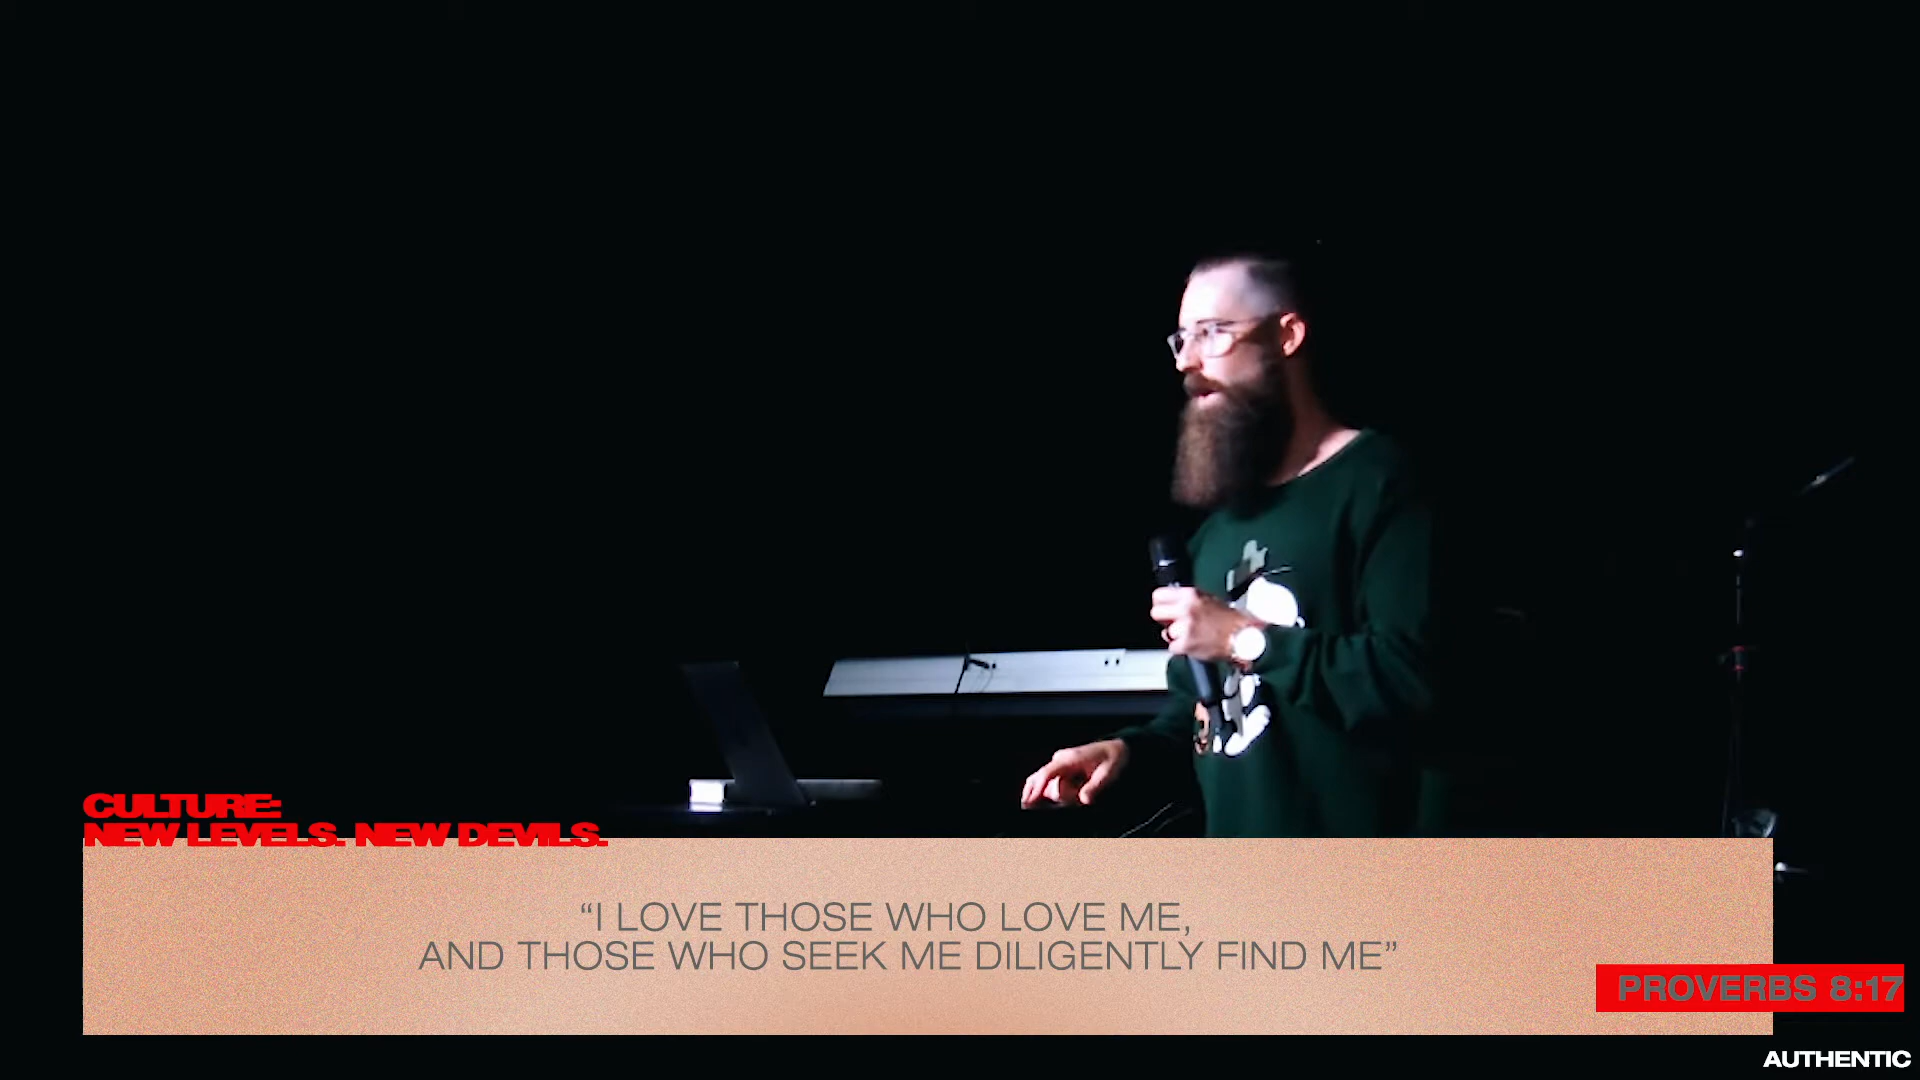 CULTURE:
NEW LEVELS. NEW DEVILS.
“I LOVE THOSE WHO LOVE ME,
AND THOSE WHO SEEK ME DILIGENTLY FIND ME”
PROVERBS 8:17
AUTHENTIC